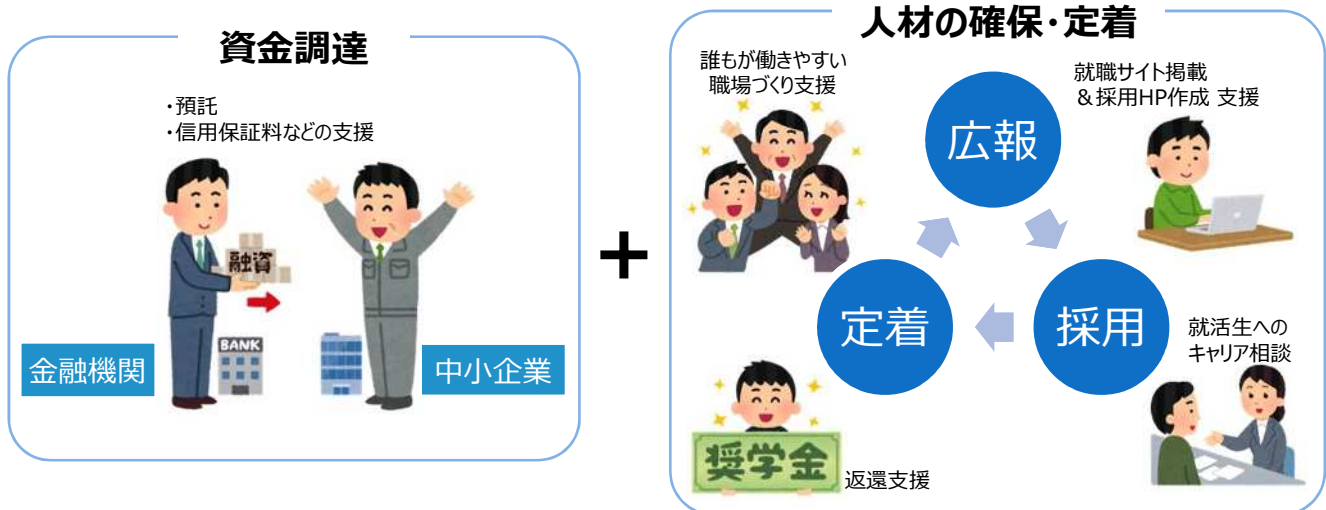 資金調達
・預託
・信用保証料などの支援
融資
BANK
金融機関
中小企業
+
人材の確保・定着
誰もが働きやすい
職場づくり支援
就職サイト掲載
&採用HP作成 支援
広報
定着
採用
就活生への
キャリア相談
奨学金
返還支援